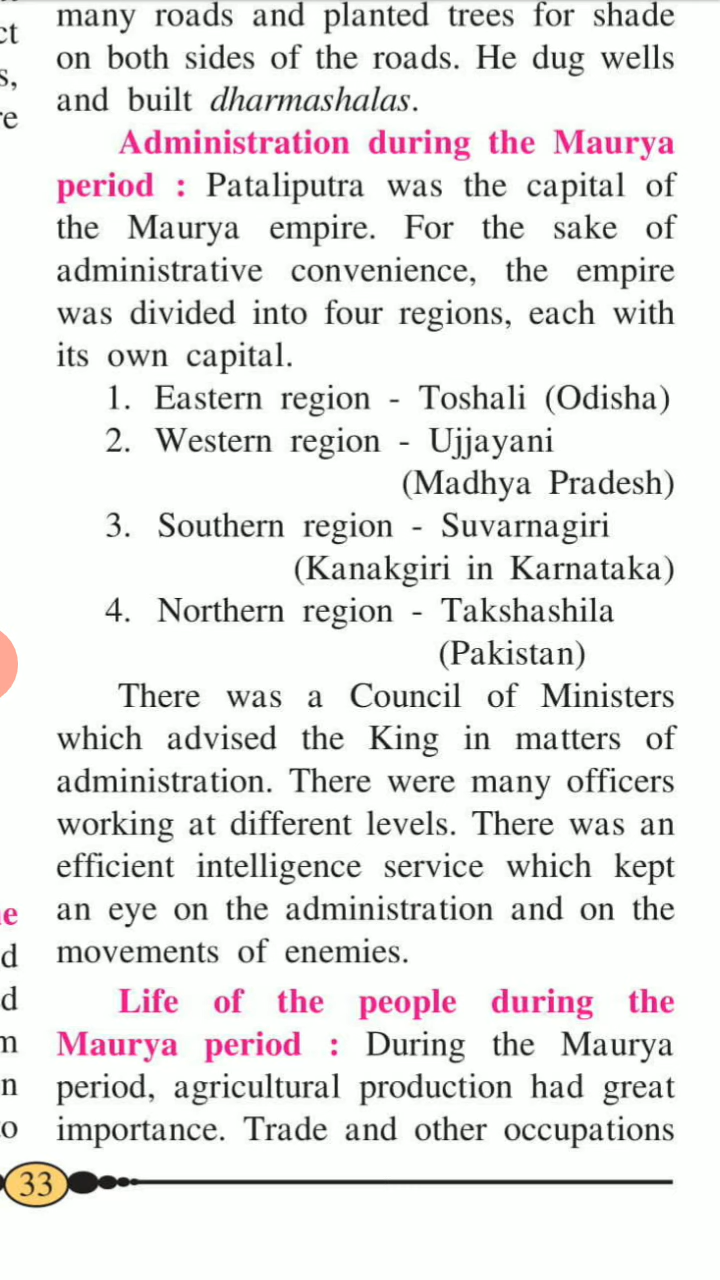 many roads and planted trees for shade
on both sides of the roads. He dug wells
and built dharmashalas.
Administration during the Maurya
period : Pataliputra was the capital of
the Maurya empire. For the sake of
administrative convenience, the empire
was divided into four regions, each with
its own capital.
1. Eastern region - Toshali (Odisha)
2. Western region - Ujjayani
(Madhya Pradesh)
3. Southern region - Suvarnagiri
(Kanakgiri in Karnataka)
4. Northern region - Takshashila
(Pakistan)
There was a Council of Ministers
which advised the King in matters of
administration. There were many officers
working at different levels. There was an
efficient intelligence service which kept
an eye on the administration and on the
movements of enemies.
Life of the people during the
Maurya period : During the Maurya
period, agricultural production had great
importance. Trade and other occupations
33